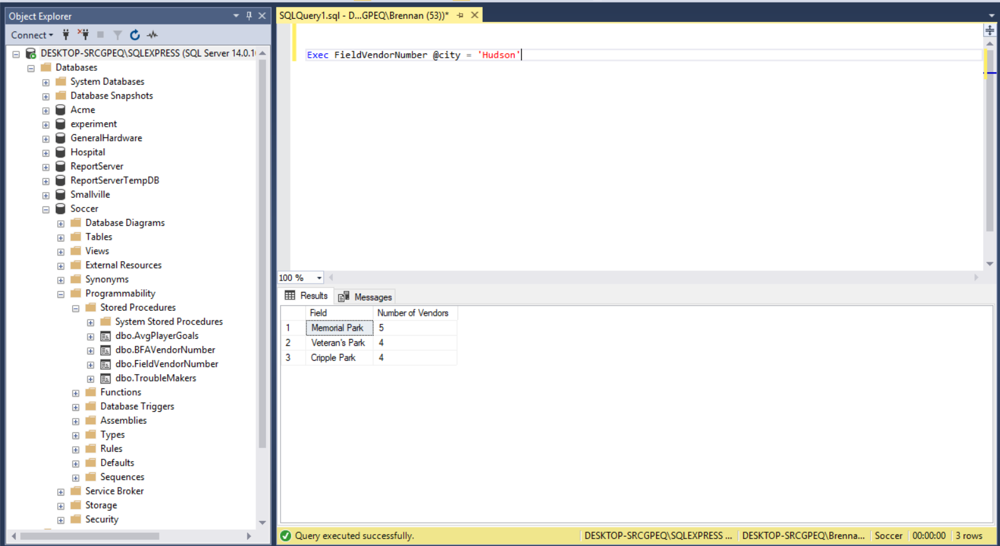 Object Explorer
Connect
DESKTOP-SRCGPEQ\SQLEXPRESS (SQL Server 14.0.1
Databases
System Databases
Database Snapshots
Acme
experiment
GeneralHardware
Hospital
ReportServer
ReportServerTempDB
Smallville
Soccer
Database Diagrams
Tables
Views
External Resources
Synonyms
Programmability
Stored Procedures
System Stored Procedures
dbo.AvgPlayerGoals
dbo.BFAVendorNumber
dbo.FieldVendorNumber
dbo.TroubleMakers
Functions
Database Triggers
Assemblies
Types
Rules
Defaults
Sequences
Service Broker
Storage
Security
SQLQuery1.sql - D...GPEQ\Brennan (53))*
Exec FieldVendorNumber @city = 'Hudson'
100 %
Results Messages
Field Number of Vendors
1 Memorial Park 5
2 Veteran's Park 4
3 Cripple Park 4
Query executed successfully. DESKTOP-SRCGPEQ\SQLEXPRESS ... DESKTOP-SRCGPEQ\Brenna... Soccer 00:00:00 3 rows